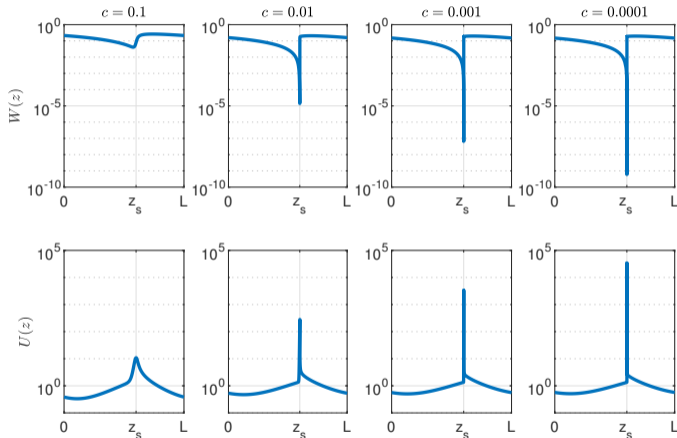 c = 0.1 c = 0.01 c = 0.001 c = 0.0001
W(z)
10^0 10^0 10^0 10^0
10^-5 10^-5 10^-5 10^-5
10^-10 10^-10 10^-10 10^-10
0 z_s L 0 z_s L 0 z_s L 0 z_s L
U(z)
10^5 10^5 10^5 10^5
10^0 10^0 10^0 10^0
0 z_s L 0 z_s L 0 z_s L 0 z_s L